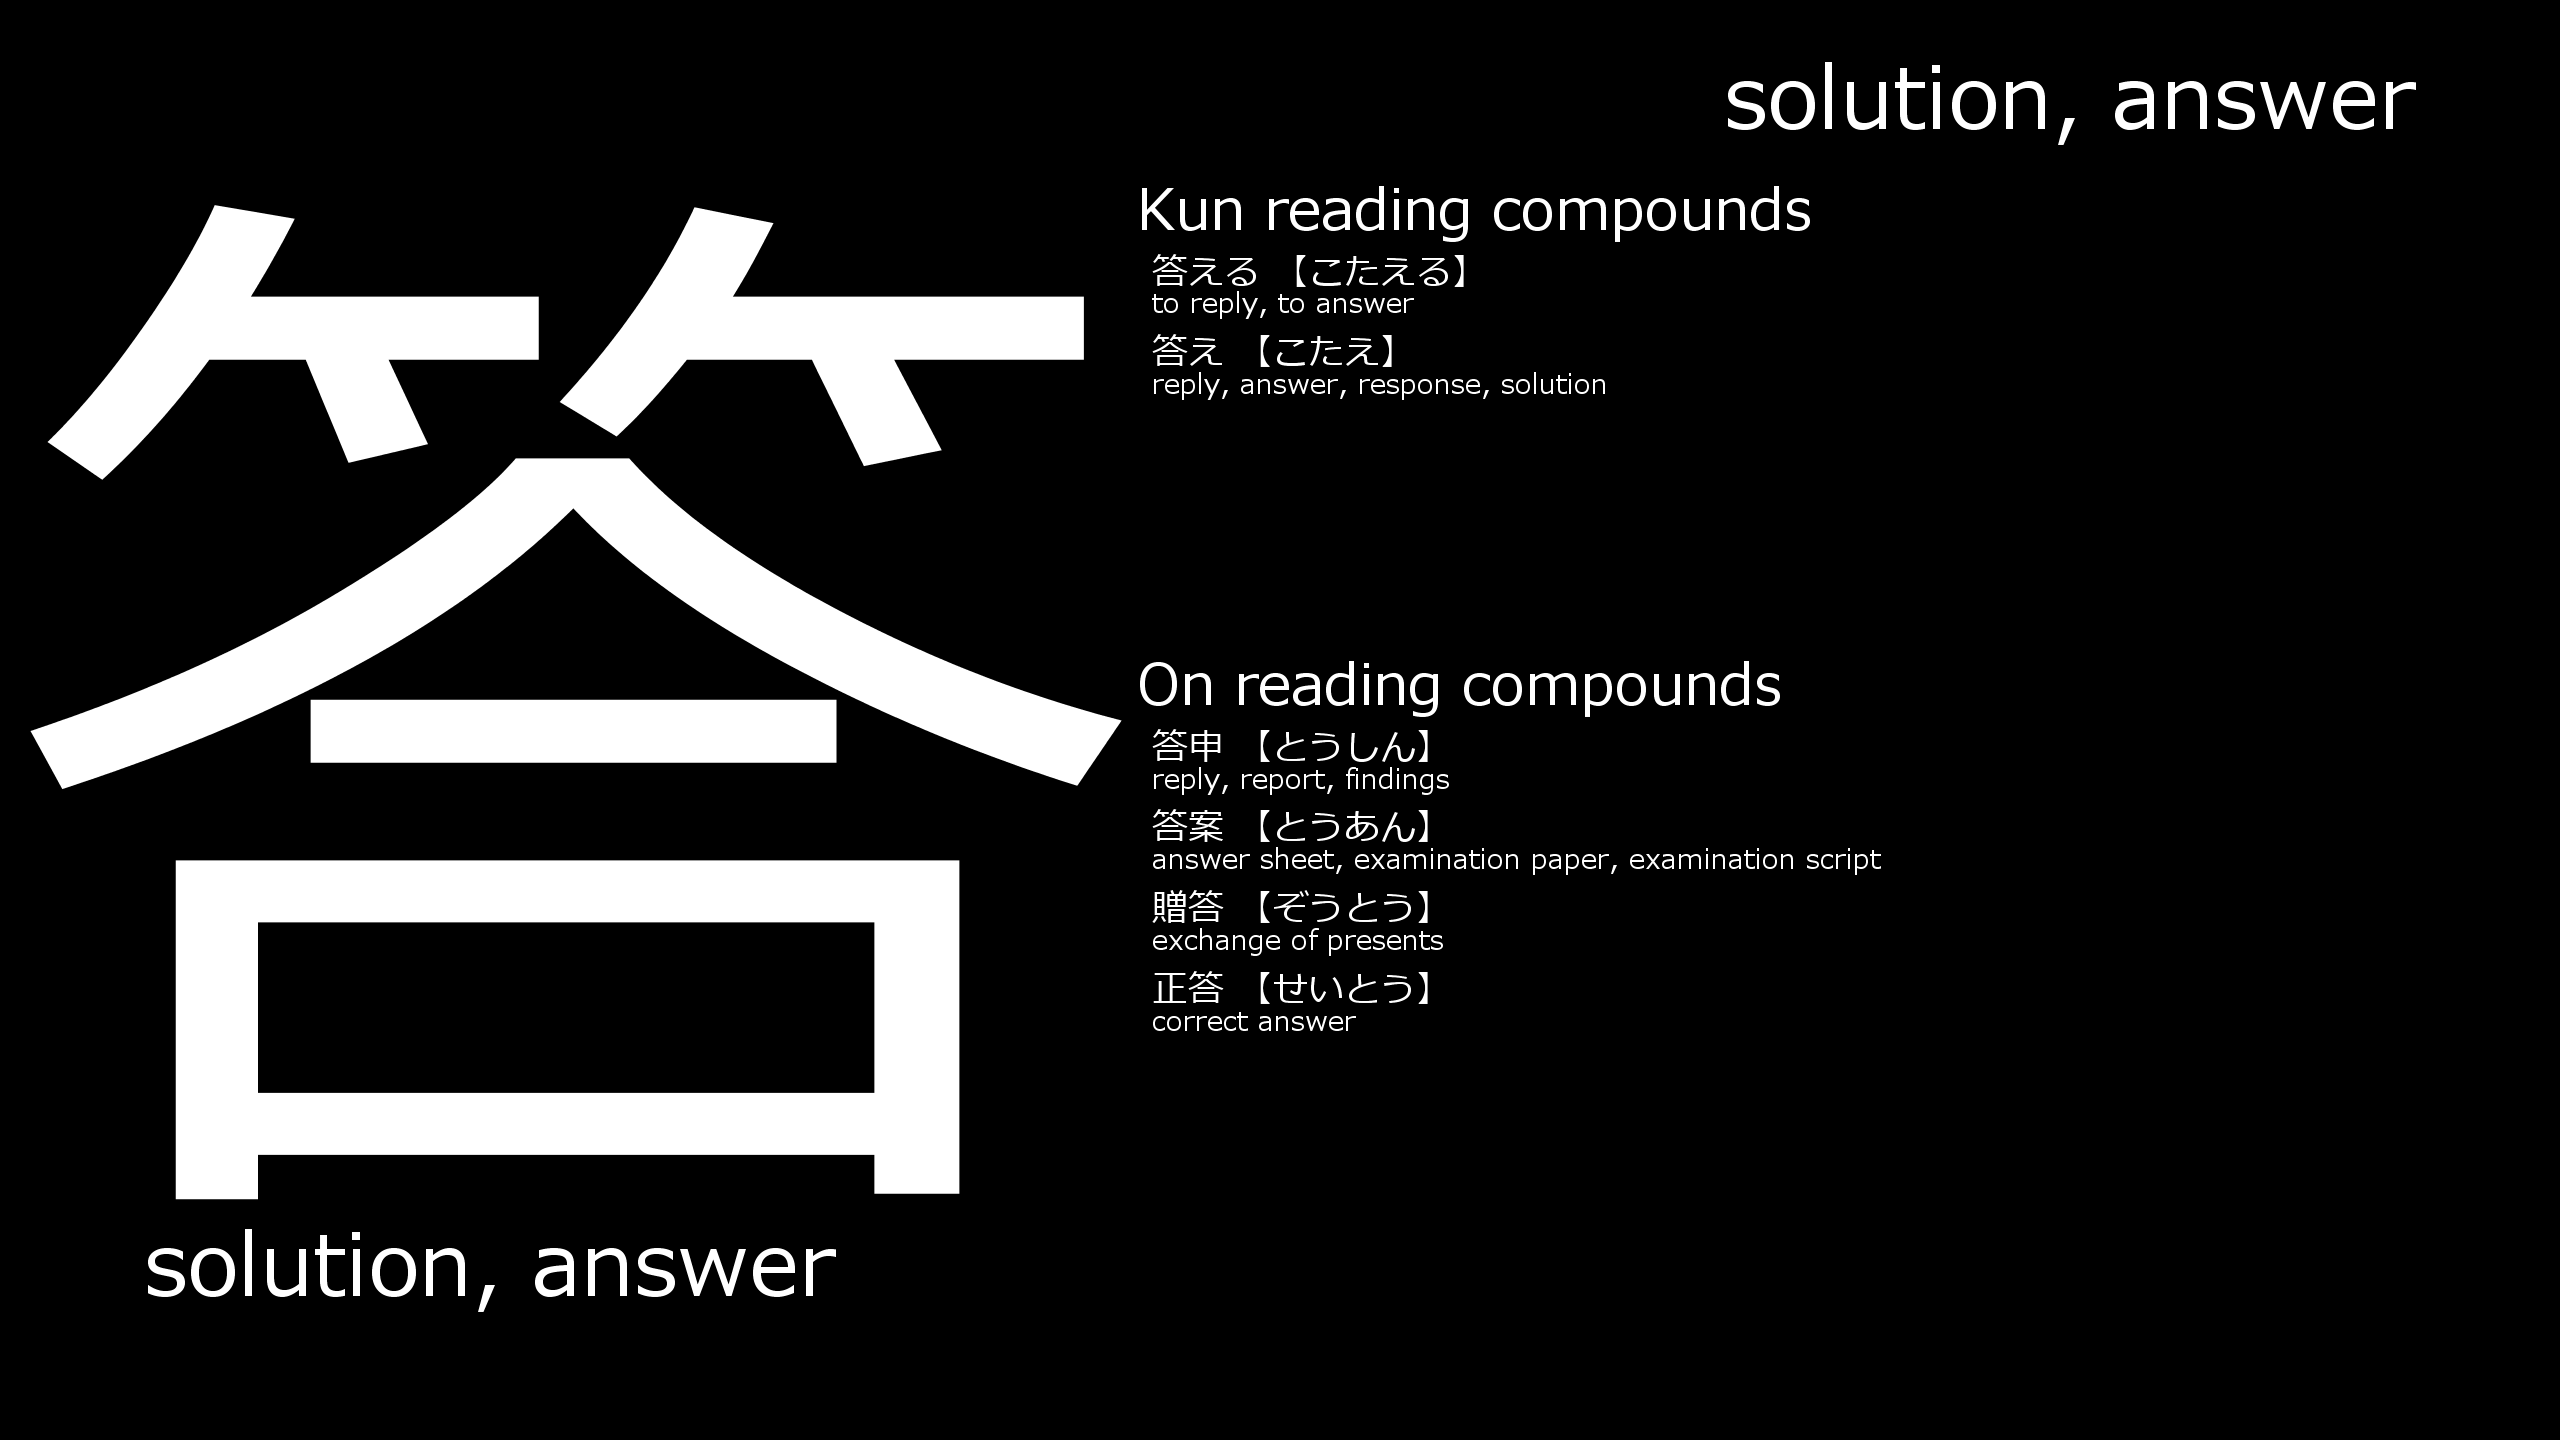 solution, answer
答
solution, answer
Kun reading compounds
答える 【こたえる】
to reply, to answer
答え 【こたえ】
reply, answer, response, solution
On reading compounds
答申 【とうしん】
reply, report, findings
答案 【とうあん】
answer sheet, examination paper, examination script
贈答 【ぞうとう】
exchange of presents
正答 【せいとう】
correct answer